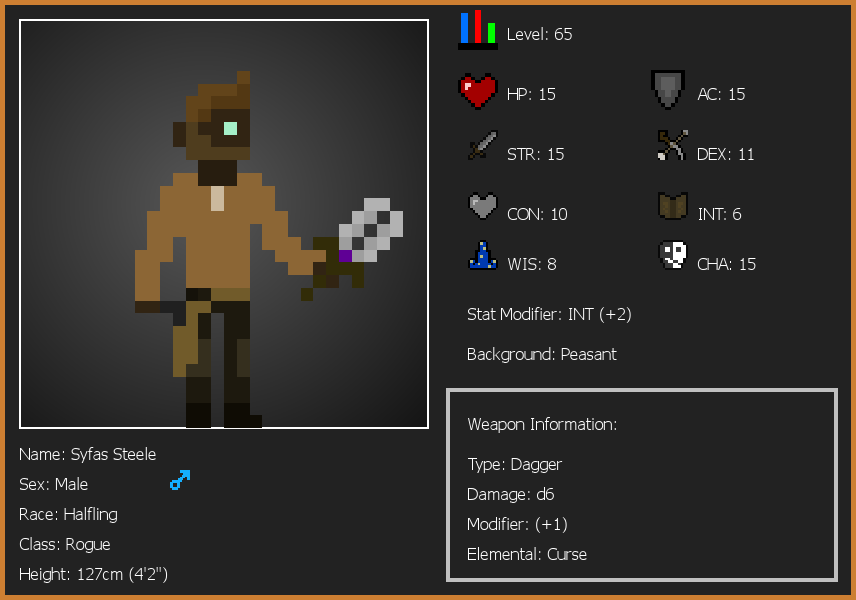 Level: 65
HP: 15
AC: 15
STR: 15
DEX: 11
CON: 10
INT: 6
WIS: 8
CHA: 15
Stat Modifier: INT (+2)
Background: Peasant
Weapon Information:
Type: Dagger
Damage: d6
Modifier: (+1)
Elemental: Curse
Name: Syfas Steele
Sex: Male
Race: Halfling
Class: Rogue
Height: 127cm (4'2")